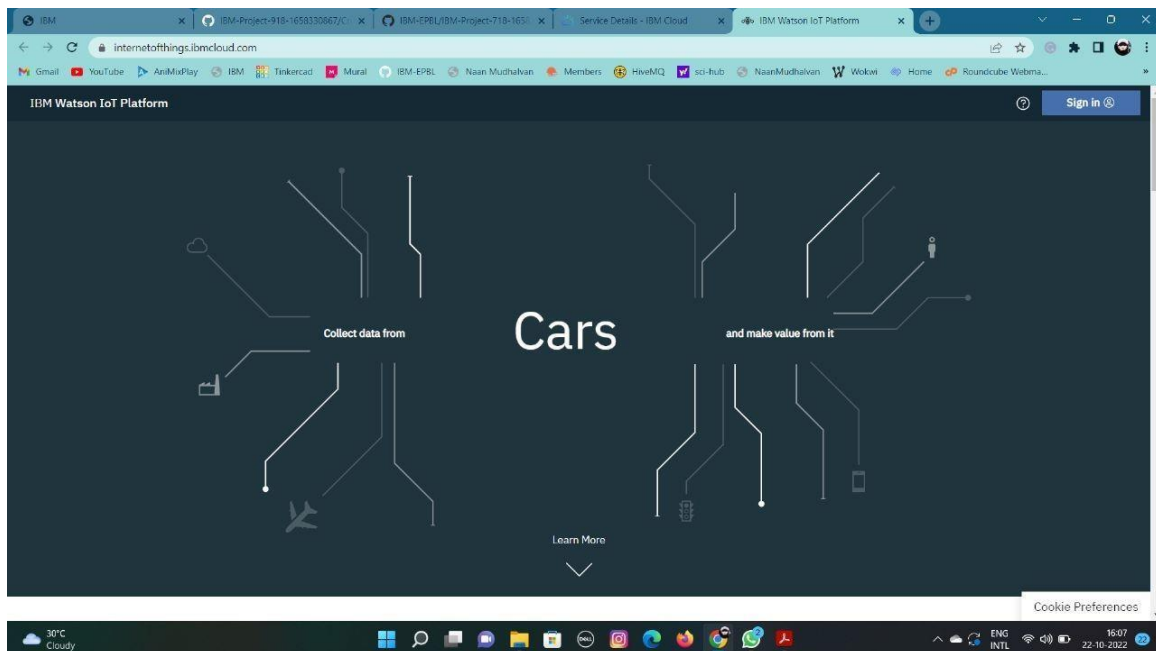 IBM
IBM-Project-918-1658330867/C
IBM-EPBL/IBM-Project-718-165
Service Details - IBM Cloud
IBM Watson IoT Platform
internetofthings.ibmcloud.com
Gmail YouTube AniMixPlay IBM Tinkercad Mural IBM-EPBL Naan Mudhalvan Members HiveMQ sci-hub NaanMudhalvan Wokwi Home Roundcube Webma...
IBM Watson IoT Platform
Sign in
Collect data from
Cars
and make value from it
Learn More
Cookie Preferences
30°C
Cloudy
DELL
ENG
INTL
16:07
22-10-2022
22